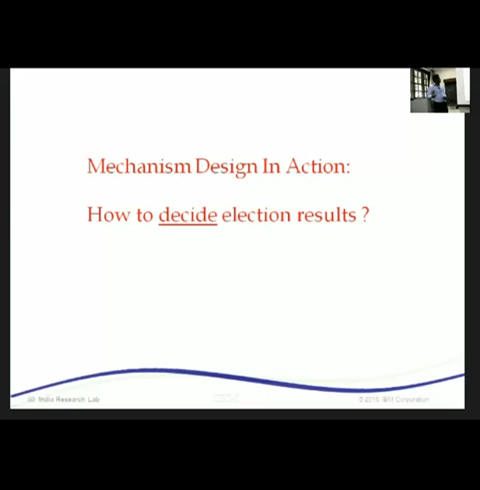 Mechanism Design In Action:
How to decide election results ?
India Research Lab
© 2010 IBM Corporation